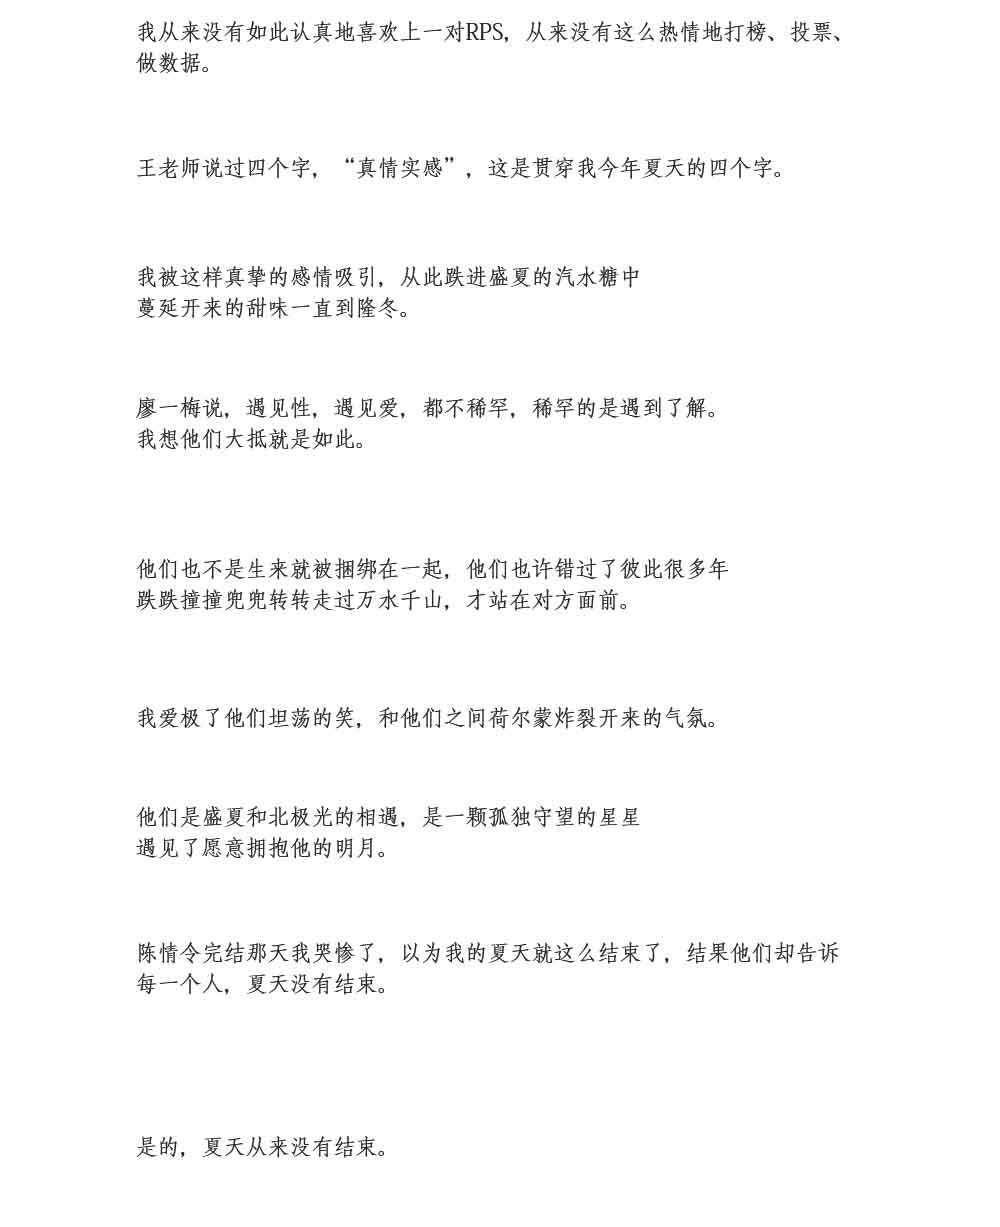 我从来没有如此认真地喜欢上一对RPS，从来没有这么热情地打榜、投票、
做数据。
王老师说过四个字，“真情实感”，这是贯穿我今年夏天的四个字。
我被这样真挚的感情吸引，从此跌进盛夏的汽水糖中
蔓延开来的甜味一直到隆冬。
廖一梅说，遇见性，遇见爱，都不稀罕，稀罕的是遇到了解。
我想他们大抵就是如此。
他们也不是生来就被捆绑在一起，他们也许错过了彼此很多年
跌跌撞撞兜兜转转走过万水千山，才站在对方面前。
我爱极了他们坦荡的笑，和他们之间荷尔蒙炸裂开来的气氛。
他们是盛夏和北极光的相遇，是一颗孤独守望的星星
遇见了愿意拥抱他的明月。
陈情令完结那天我哭惨了，以为我的夏天就这么结束了，结果他们却告诉
每一个人，夏天没有结束。
是的，夏天从来没有结束。